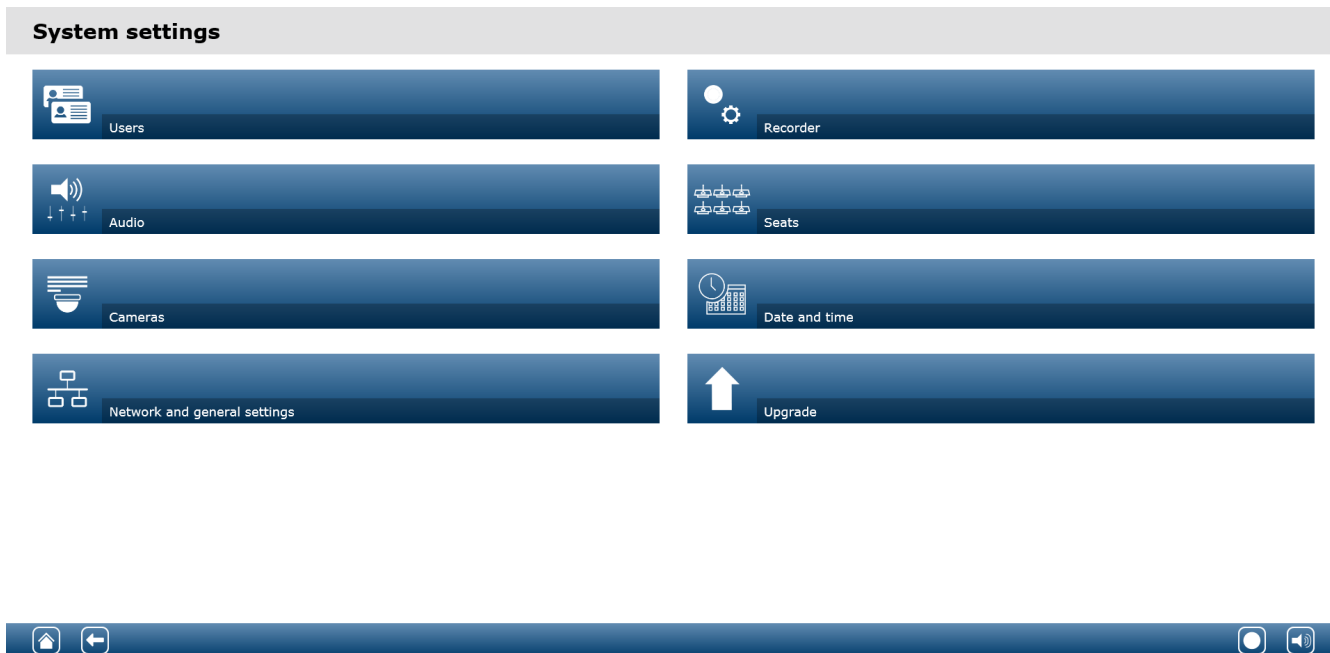 System settings
Users
Recorder
Audio
Seats
Cameras
Date and time
Network and general settings
Upgrade